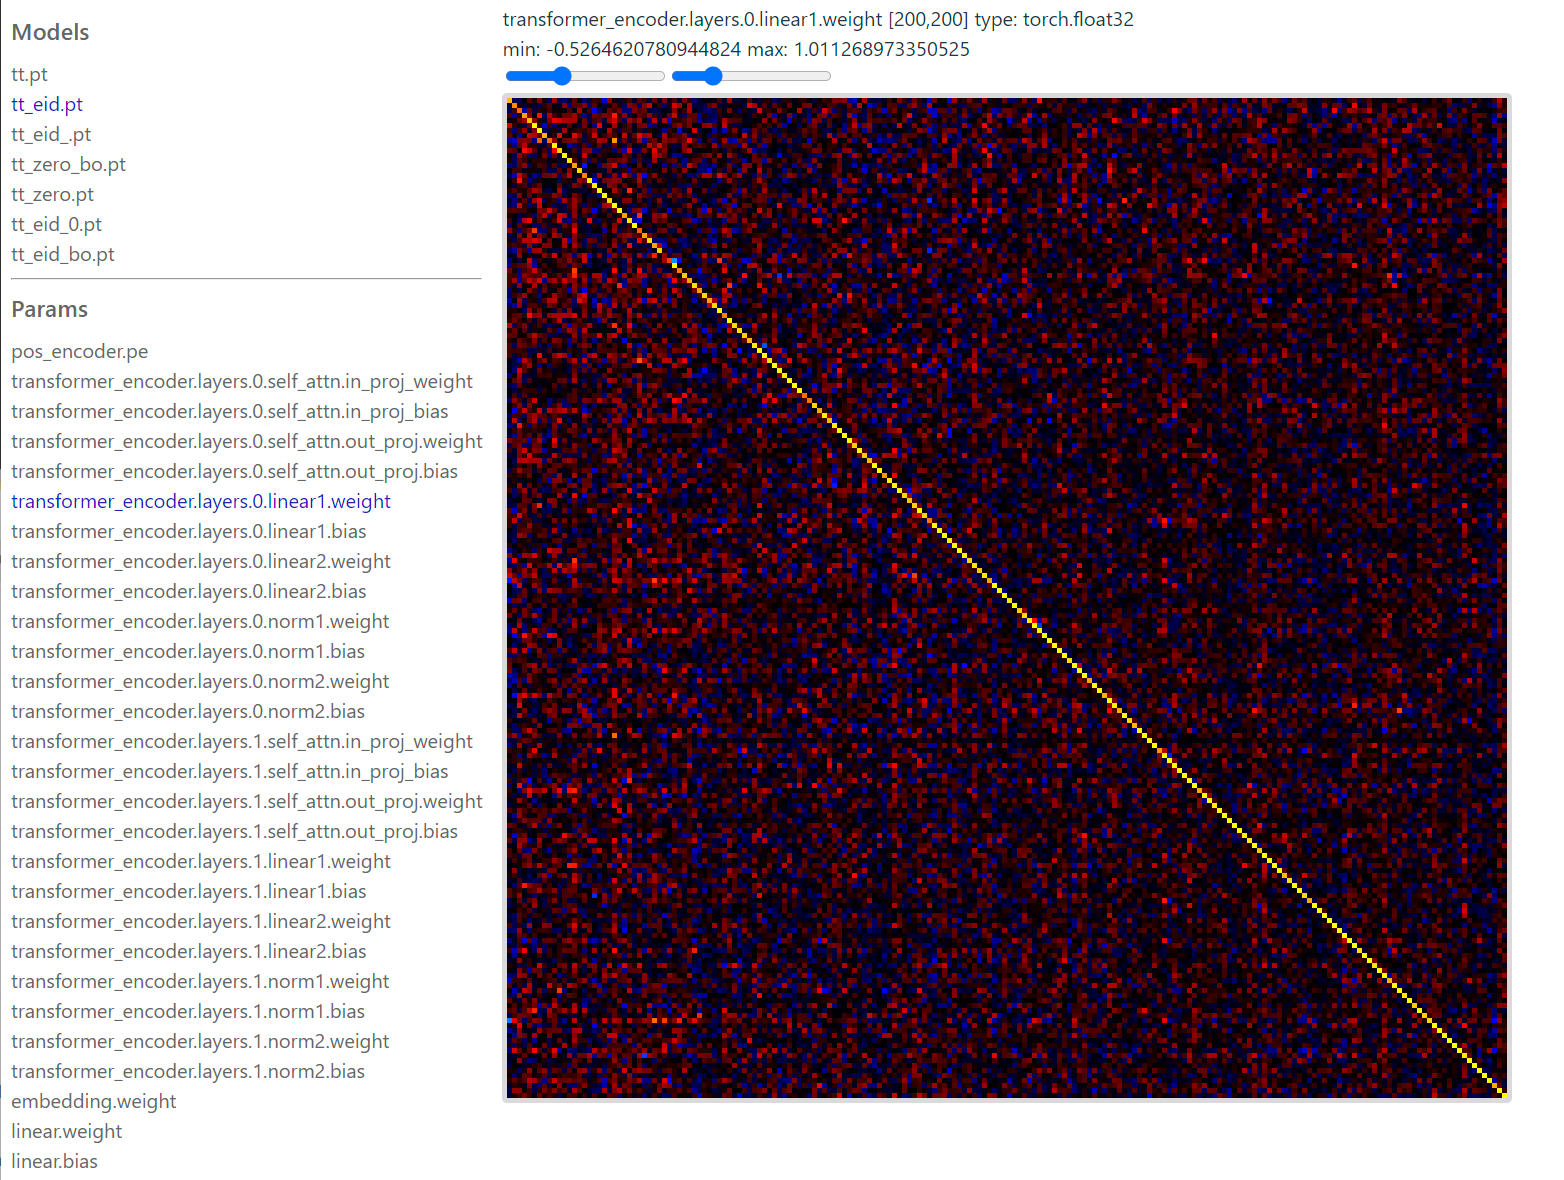 Models
tt.pt
tt_eid.pt
tt_eid_.pt
tt_zero_bo.pt
tt_zero.pt
tt_eid_0.pt
tt_eid_bo.pt
Params
pos_encoder.pe
transformer_encoder.layers.0.self_attn.in_proj_weight
transformer_encoder.layers.0.self_attn.in_proj_bias
transformer_encoder.layers.0.self_attn.out_proj.weight
transformer_encoder.layers.0.self_attn.out_proj.bias
transformer_encoder.layers.0.linear1.weight
transformer_encoder.layers.0.linear1.bias
transformer_encoder.layers.0.linear2.weight
transformer_encoder.layers.0.linear2.bias
transformer_encoder.layers.0.norm1.weight
transformer_encoder.layers.0.norm1.bias
transformer_encoder.layers.0.norm2.weight
transformer_encoder.layers.0.norm2.bias
transformer_encoder.layers.1.self_attn.in_proj_weight
transformer_encoder.layers.1.self_attn.in_proj_bias
transformer_encoder.layers.1.self_attn.out_proj.weight
transformer_encoder.layers.1.self_attn.out_proj.bias
transformer_encoder.layers.1.linear1.weight
transformer_encoder.layers.1.linear1.bias
transformer_encoder.layers.1.linear2.weight
transformer_encoder.layers.1.linear2.bias
transformer_encoder.layers.1.norm1.weight
transformer_encoder.layers.1.norm1.bias
transformer_encoder.layers.1.norm2.weight
transformer_encoder.layers.1.norm2.bias
embedding.weight
linear.weight
linear.bias
transformer_encoder.layers.0.linear1.weight [200,200] type: torch.float32
min: -0.5264620780944824 max: 1.011268973350525